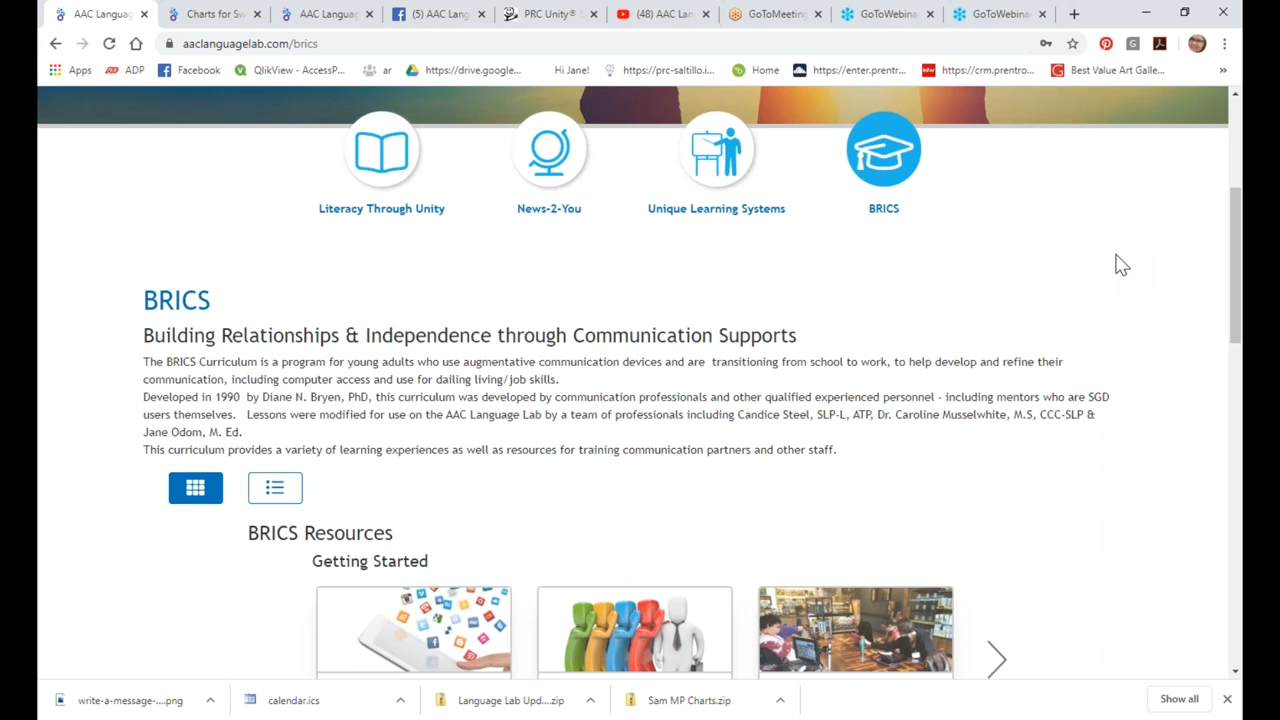 AAC Languag
Charts for Sw
AAC Languag
(5) AAC Lang
PRC Unity®
(48) AAC Lan
GoToMeeting
GoToWebina
GoToWebina
aaclanguagelab.com/brics
Apps
ADP
Facebook
QlikView - AccessP...
ar
https://drive.google...
Hi Jane!
https://prc-saltillo.i...
Home
https://enter.prentr...
https://crm.prentro...
Best Value Art Galle...
»
Literacy Through Unity
News-2-You
Unique Learning Systems
BRICS
BRICS
Building Relationships & Independence through Communication Supports
The BRICS Curriculum is a program for young adults who use augmentative communication devices and are transitioning from school to work, to help develop and refine their
communication, including computer access and use for dailing living/job skills.
Developed in 1990 by Diane N. Bryen, PhD, this curriculum was developed by communication professionals and other qualified experienced personnel - including mentors who are SGD
users themselves. Lessons were modified for use on the AAC Language Lab by a team of professionals including Candice Steel, SLP-L, ATP, Dr. Caroline Musselwhite, M.S, CCC-SLP &
Jane Odom, M. Ed.
This curriculum provides a variety of learning experiences as well as resources for training communication partners and other staff.
BRICS Resources
Getting Started
write-a-message-....png
calendar.ics
Language Lab Upd....zip
Sam MP Charts.zip
Show all